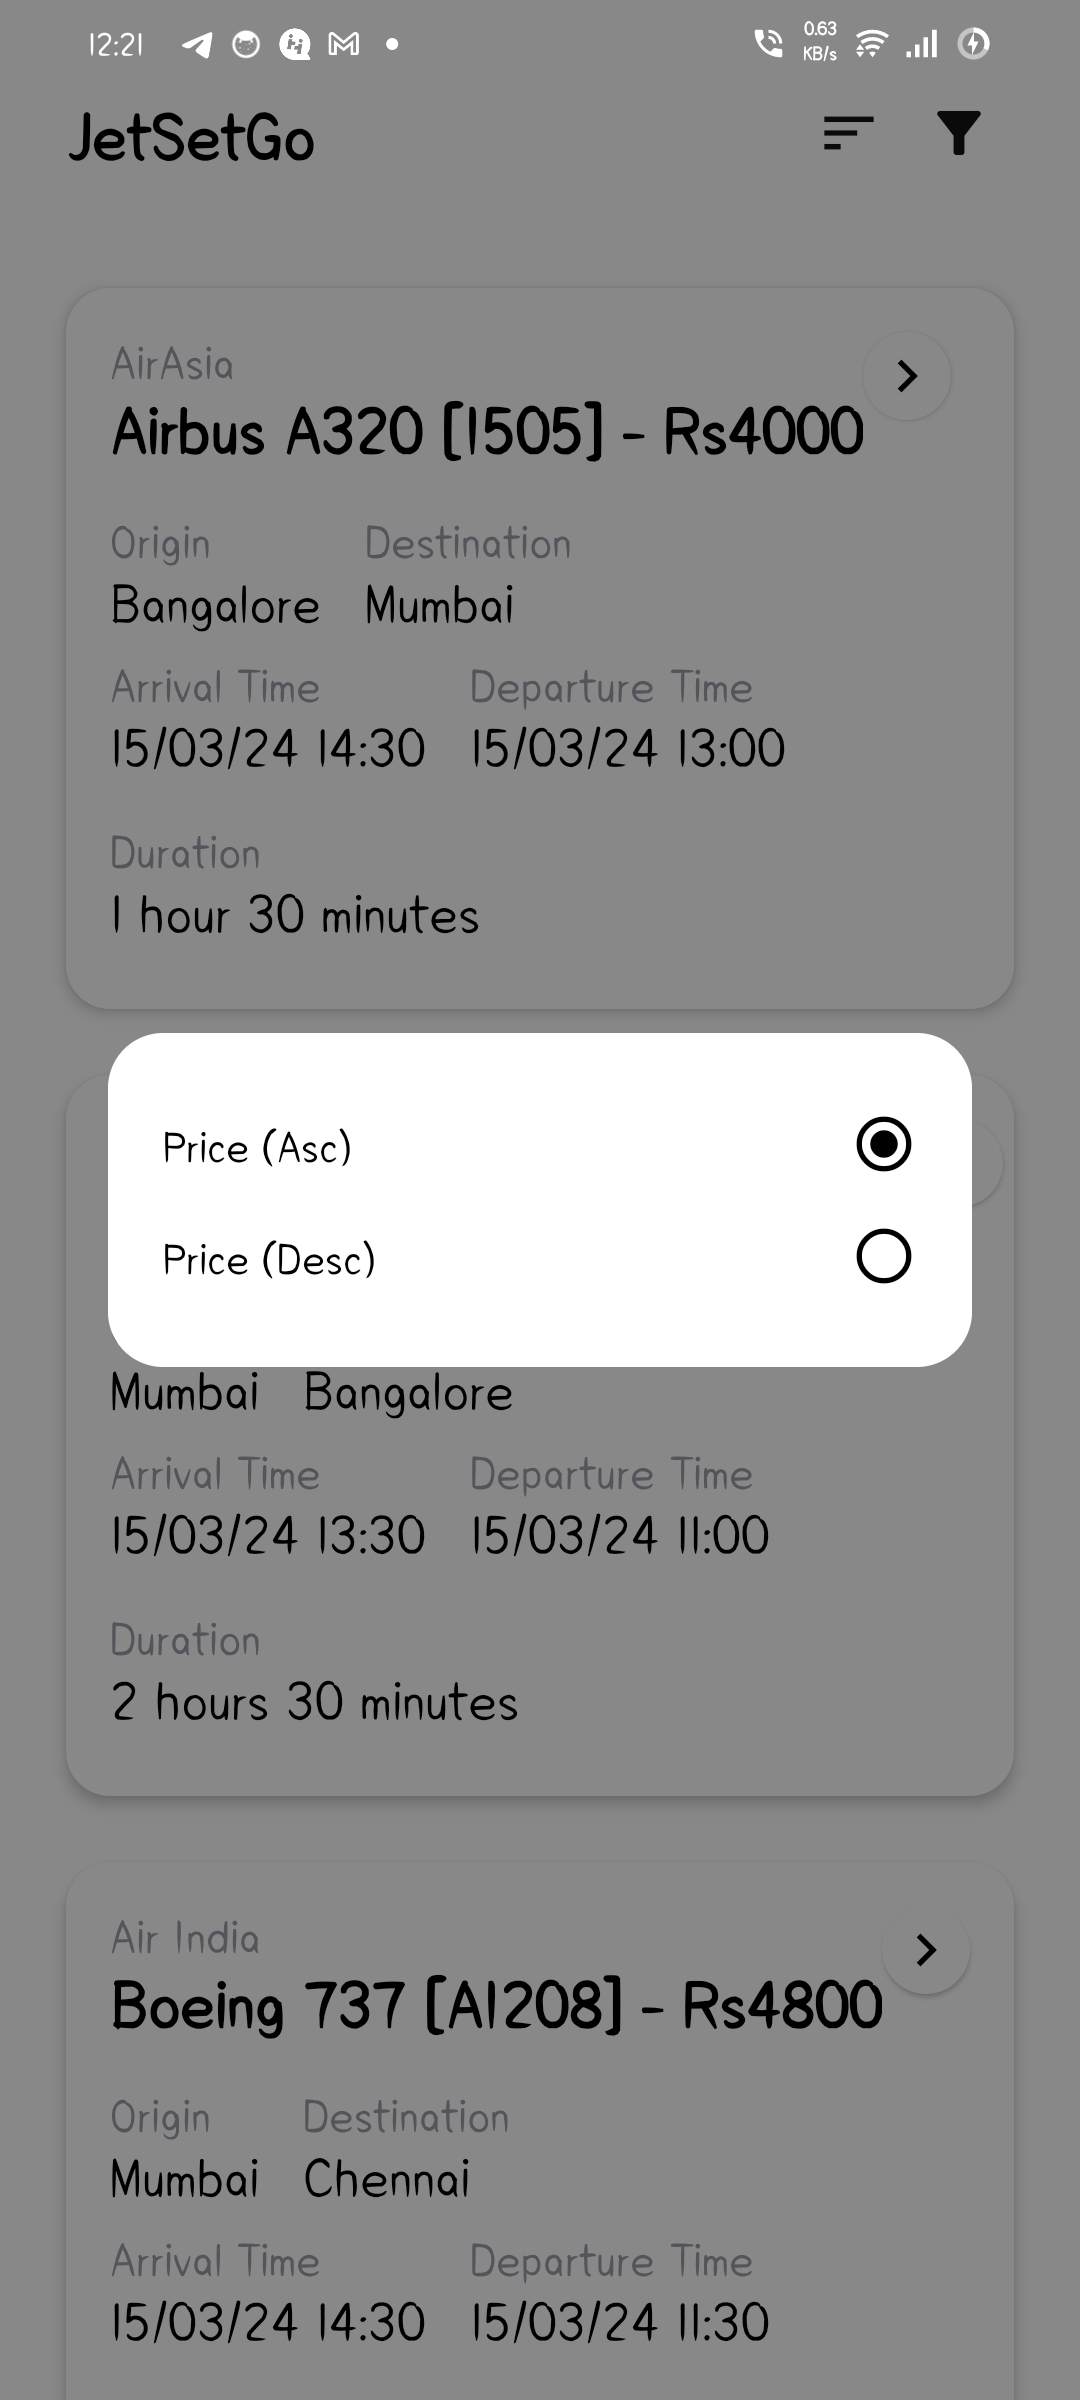 12:21
0.63
KB/s
JetSetGo
AirAsia
Airbus A320 [I505] - Rs4000
Origin Destination
Bangalore Mumbai
Arrival Time Departure Time
15/03/24 14:30 15/03/24 13:00
Duration
1 hour 30 minutes
Price (Asc)
Price (Desc)
Mumbai Bangalore
Arrival Time Departure Time
15/03/24 13:30 15/03/24 11:00
Duration
2 hours 30 minutes
Air India
Boeing 737 [AI208] - Rs4800
Origin Destination
Mumbai Chennai
Arrival Time Departure Time
15/03/24 14:30 15/03/24 11:30